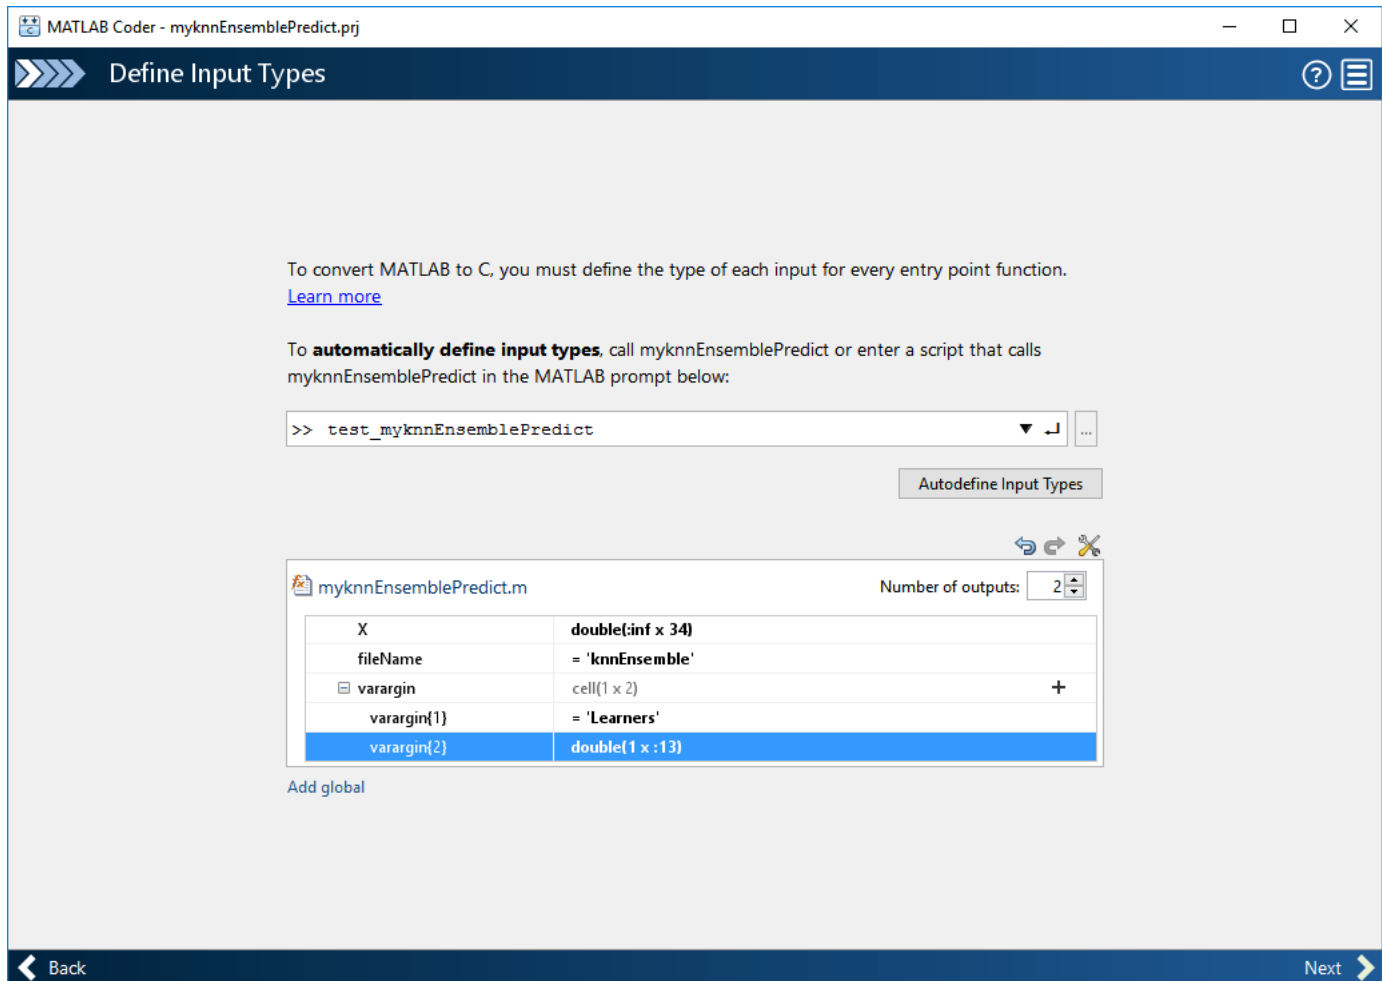 MATLAB Coder - myknnEnsemblePredict.prj
Define Input Types
To convert MATLAB to C, you must define the type of each input for every entry point function.
Learn more
To automatically define input types, call myknnEnsemblePredict or enter a script that calls
myknnEnsemblePredict in the MATLAB prompt below:
>> test_myknnEnsemblePredict
...
Autodefine Input Types
myknnEnsemblePredict.m Number of outputs: 2
X double(:inf x 34)
fileName = 'knnEnsemble'
varargin cell(1 x 2) +
varargin{1} = 'Learners'
varargin{2} double(1 x :13)
Add global
Back Next